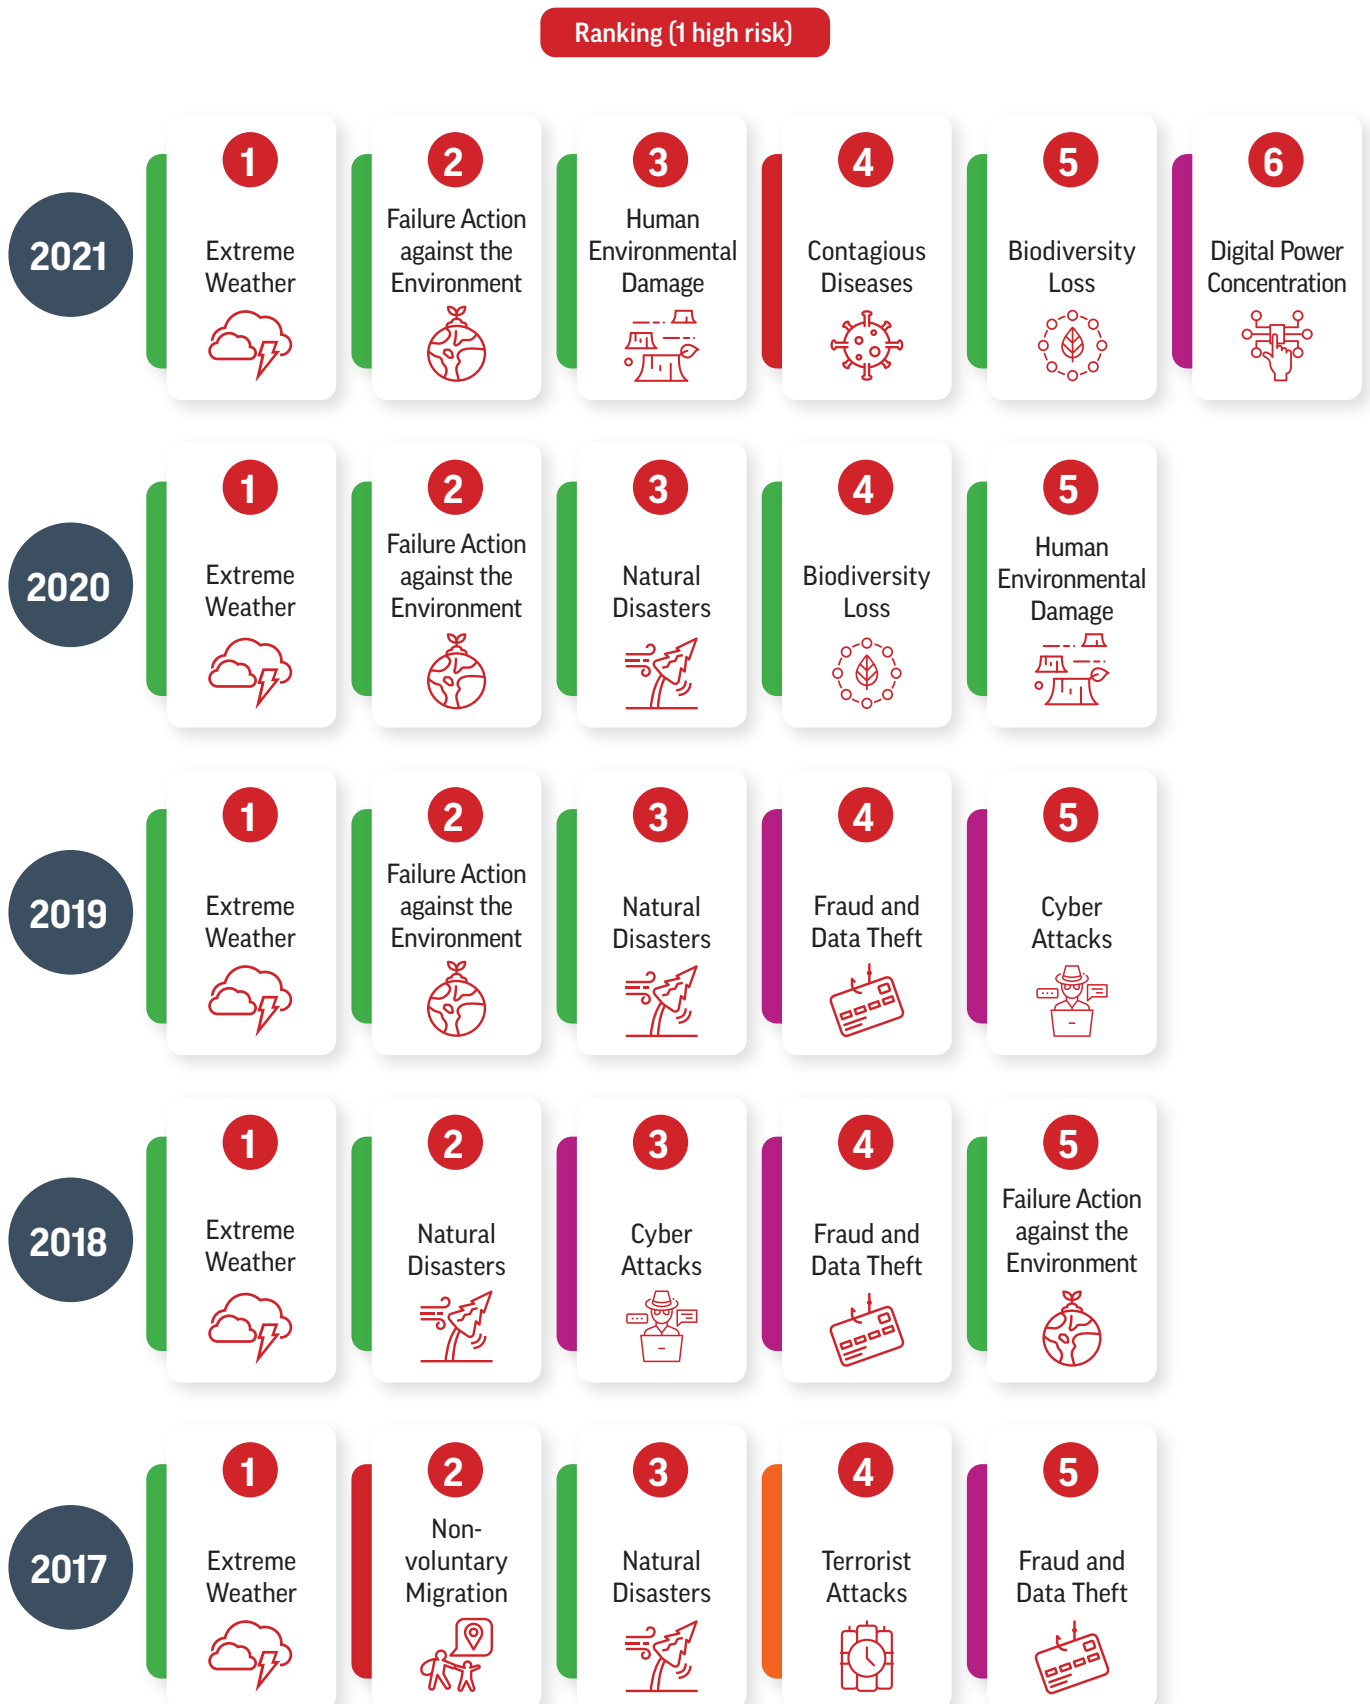 Ranking (1 high risk)
2021
1
Extreme
Weather
2
Failure Action
against the
Environment
3
Human
Environmental
Damage
4
Contagious
Diseases
5
Biodiversity
Loss
6
Digital Power
Concentration
2020
1
Extreme
Weather
2
Failure Action
against the
Environment
3
Natural
Disasters
4
Biodiversity
Loss
5
Human
Environmental
Damage
2019
1
Extreme
Weather
2
Failure Action
against the
Environment
3
Natural
Disasters
4
Fraud and
Data Theft
5
Cyber
Attacks
2018
1
Extreme
Weather
2
Natural
Disasters
3
Cyber
Attacks
4
Fraud and
Data Theft
5
Failure Action
against the
Environment
2017
1
Extreme
Weather
2
Non-
voluntary
Migration
3
Natural
Disasters
4
Terrorist
Attacks
5
Fraud and
Data Theft